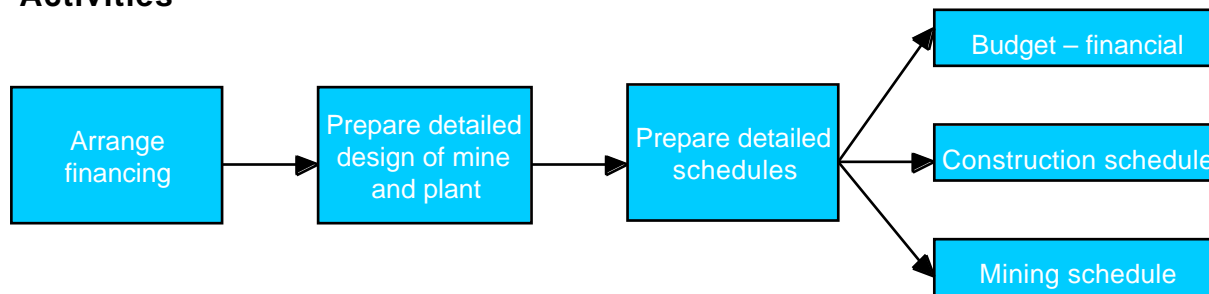 Activities
Budget – financial
Arrange
financing
Prepare detailed
design of mine
and plant
Prepare detailed
schedules
Construction schedule
Mining schedule